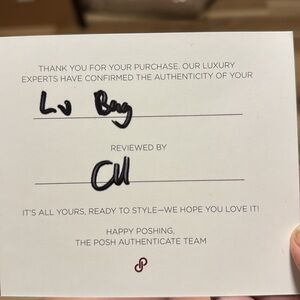 THANK YOU FOR YOUR PURCHASE. OUR LUXURY
EXPERTS HAVE CONFIRMED THE AUTHENTICITY OF YOUR
Lv Bag
REVIEWED BY
IT'S ALL YOURS, READY TO STYLE—WE HOPE YOU LOVE IT!
HAPPY POSHING,
THE POSH AUTHENTICATE TEAM